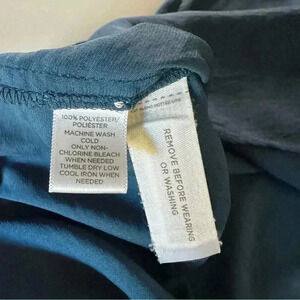 100% POLYESTER/
POLIÉSTER
MACHINE WASH
COLD
ONLY NON-
CHLORINE BLEACH
WHEN NEEDED
TUMBLE DRY LOW
COOL IRON WHEN
NEEDED
REMOVE BEFORE WEARING
OR WASHING